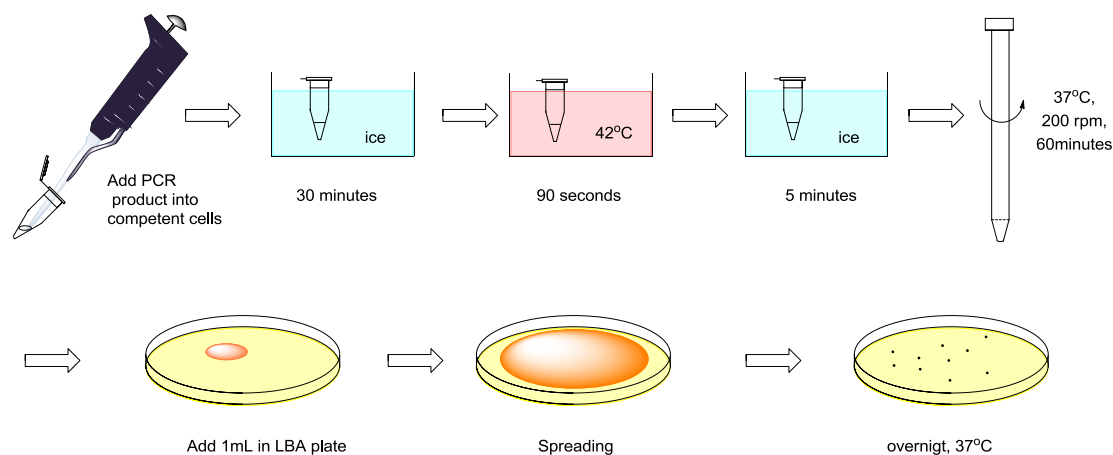 Add PCR
product into
competent cells
ice
30 minutes
42°C
90 seconds
ice
5 minutes
37°C,
200 rpm,
60minutes
Add 1mL in LBA plate
Spreading
overnigt, 37°C